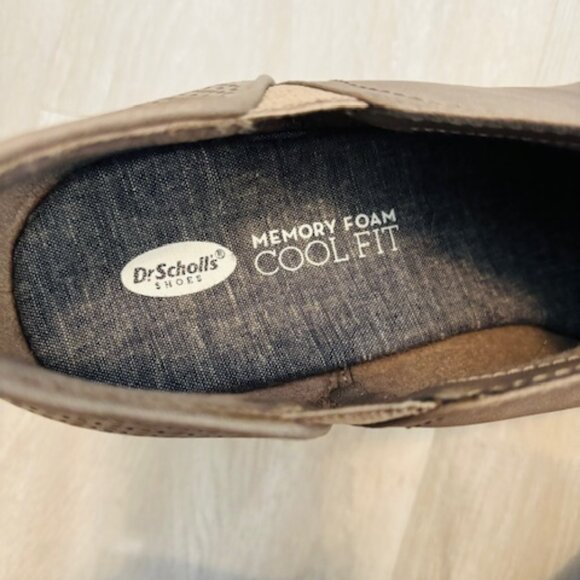 Dr Scholl's®
SHOES
MEMORY FOAM
COOL FIT